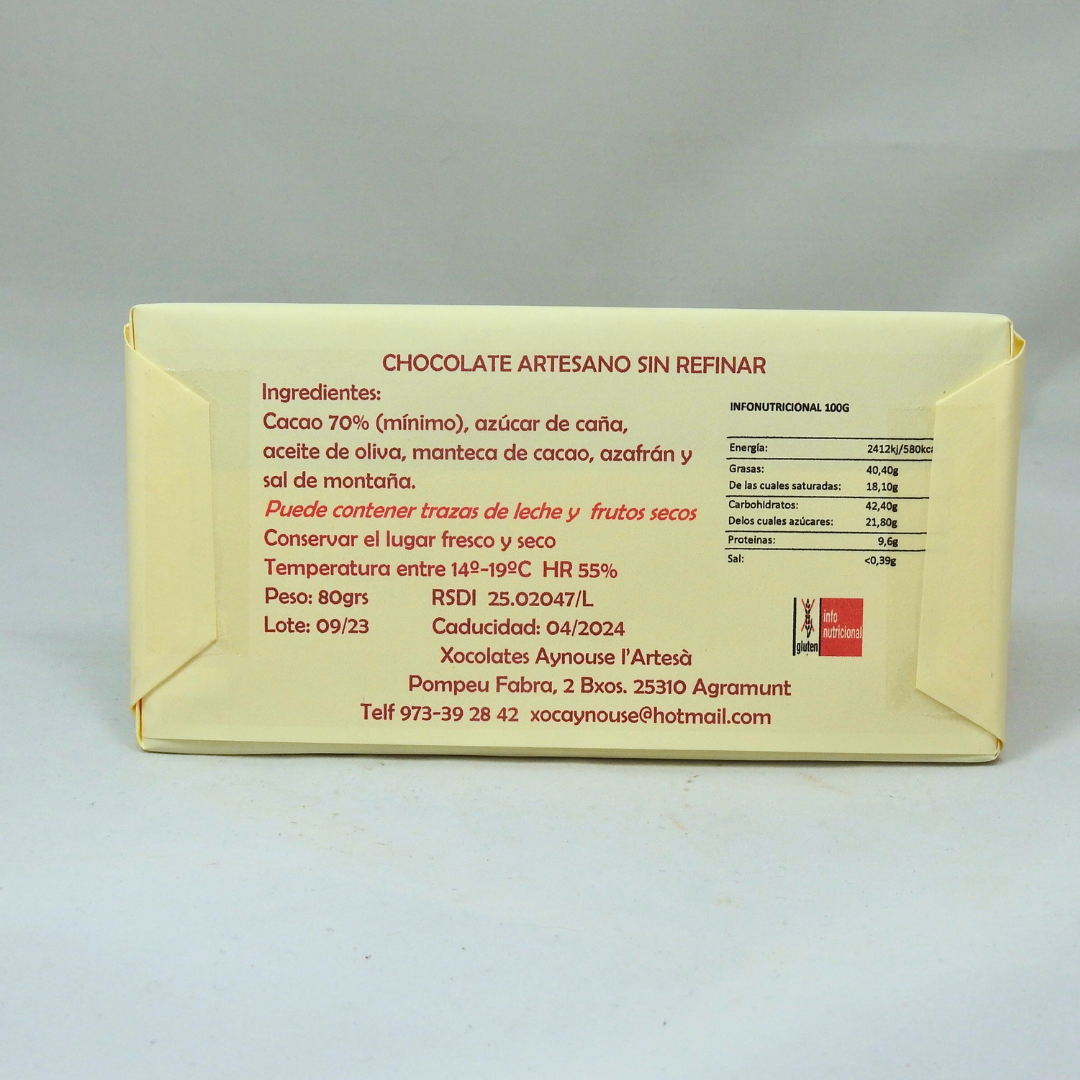 CHOCOLATE ARTESANO SIN REFINAR
Ingredientes:
Cacao 70% (mínimo), azúcar de caña,
aceite de oliva, manteca de cacao, azafrán y
sal de montaña.
Puede contener trazas de leche y frutos secos
Conservar el lugar fresco y seco
Temperatura entre 14º-19ºC HR 55%
Peso: 80grs RSDI 25.02047/L
Lote: 09/23 Caducidad: 04/2024
Xocolates Aynouse l'Artesà
Pompeu Fabra, 2 Bxos. 25310 Agramunt
Telf 973-39 28 42 xocaynouse@hotmail.com
INFONUTRICIONAL 100G
Energía: 2412kj/580kc
Grasas: 40,40g
De las cuales saturadas: 18,10g
Carbohidratos: 42,40g
Delos cuales azúcares: 21,80g
Proteínas: 9,6g
Sal: <0,39g
gluten
info
nutricional